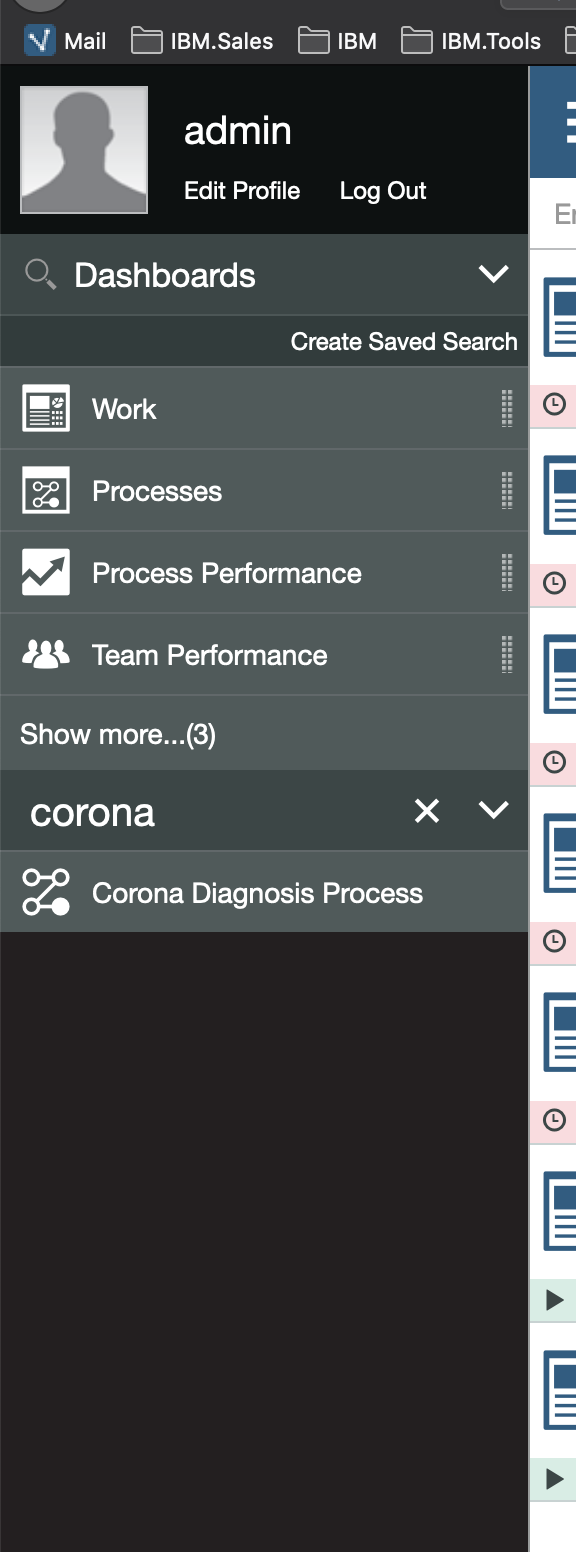 Mail IBM.Sales IBM IBM.Tools
admin
Edit Profile Log Out
Dashboards
Create Saved Search
Work
Processes
Process Performance
Team Performance
Show more...(3)
corona
Corona Diagnosis Process